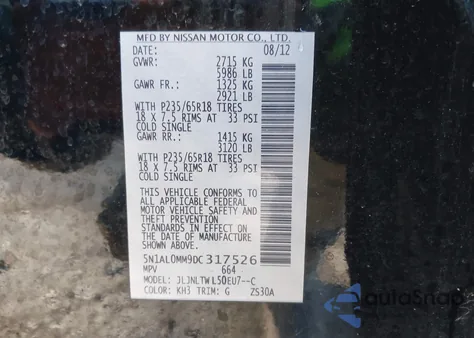 MFD BY NISSAN MOTOR CO., LTD.
DATE: 08/12
GVWR: 2715 KG
5986 LB
GAWR FR.: 1325 KG
2921 LB
WITH P235/65R18 TIRES
18 X 7.5 RIMS AT 33 PSI
COLD SINGLE
GAWR RR.: 1415 KG
3120 LB
WITH P235/65R18 TIRES
18 X 7.5 RIMS AT 33 PSI
COLD SINGLE
THIS VEHICLE CONFORMS TO
ALL APPLICABLE FEDERAL
MOTOR VEHICLE SAFETY AND
THEFT PREVENTION
STANDARDS IN EFFECT ON
THE DATE OF MANUFACTURE
SHOWN ABOVE.
5N1AL0MM9DC317526
MPV 664
MODEL: JLJNLTWL50EU7--C
COLOR: KH3 TRIM: G ZS30A
autoSnap